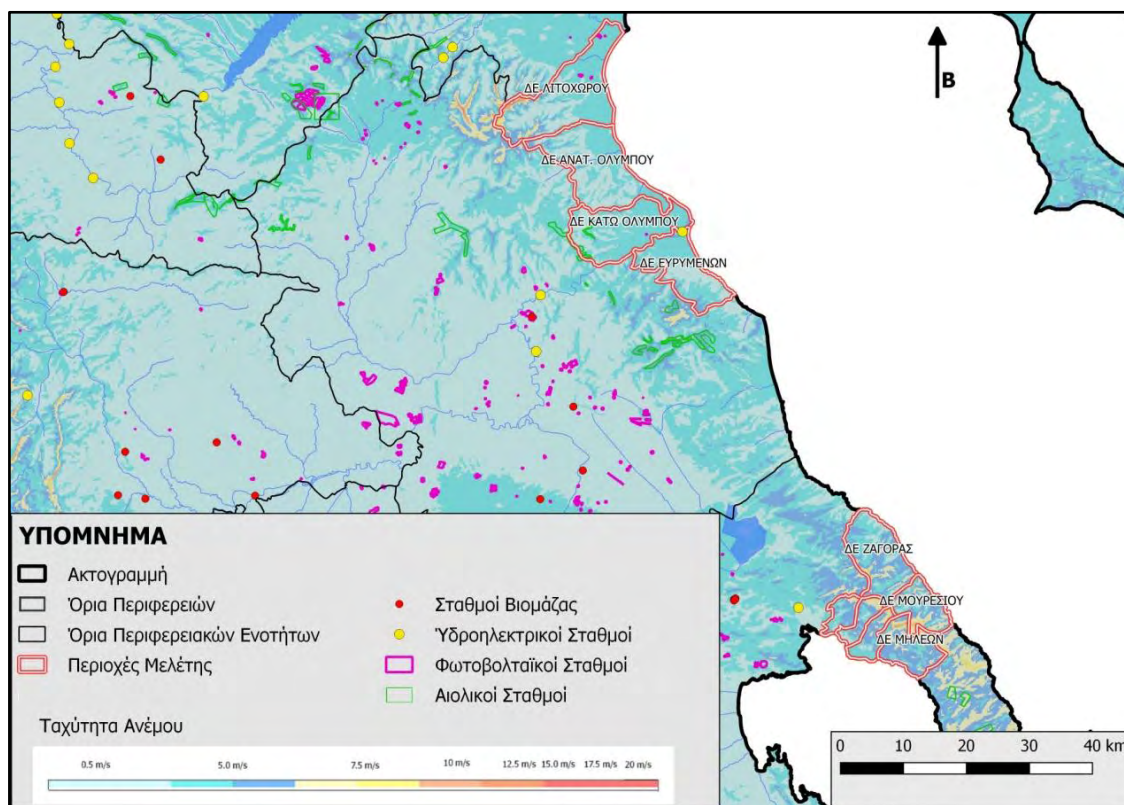 Β
ΔΕ ΛΙΤΟΧΩΡΟΥ
ΔΕ ΑΝΑΤ. ΟΛΥΜΠΟΥ
ΔΕ ΚΑΤΩ ΟΛΥΜΠΟΥ
ΔΕ ΕΥΡΥΜΕΝΩΝ
ΔΕ ΖΑΓΟΡΑΣ
ΔΕ ΜΟΥΡΕΣΙΟΥ
ΔΕ ΜΗΛΕΩΝ
ΥΠΟΜΝΗΜΑ
Ακτογραμμή
Όρια Περιφερειών
Όρια Περιφερειακών Ενοτήτων
Περιοχές Μελέτης
Σταθμοί Βιομάζας
Ύδροηλεκτρικοί Σταθμοί
Φωτοβολταϊκοί Σταθμοί
Αιολικοί Σταθμοί
Ταχύτητα Ανέμου
0.5 m/s 5.0 m/s 7.5 m/s 10 m/s 12.5 m/s 15.0 m/s 17.5 m/s 20 m/s
0 10 20 30 40 km